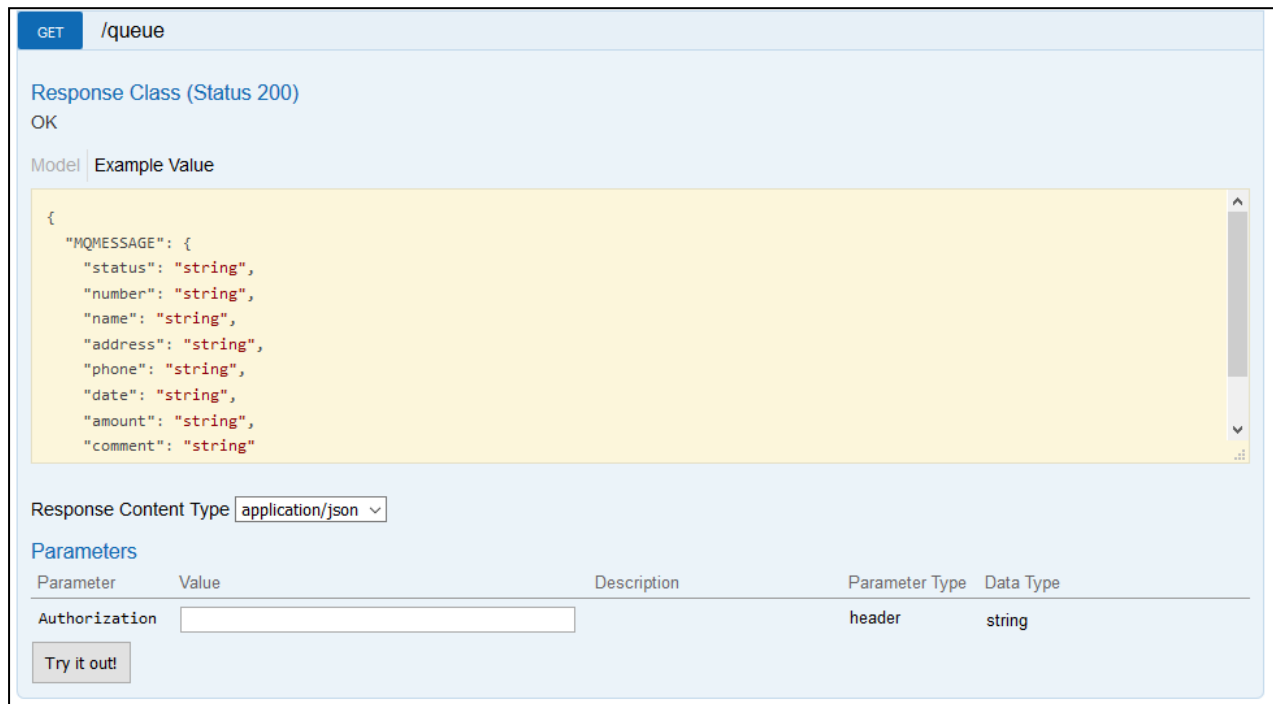 GET /queue
Response Class (Status 200)
OK
Model Example Value
{
"MQMESSAGE": {
"status": "string",
"number": "string",
"name": "string",
"address": "string",
"phone": "string",
"date": "string",
"amount": "string",
"comment": "string"
Response Content Type application/json
Parameters
Parameter Value Description Parameter Type Data Type
Authorization header string
Try it out!